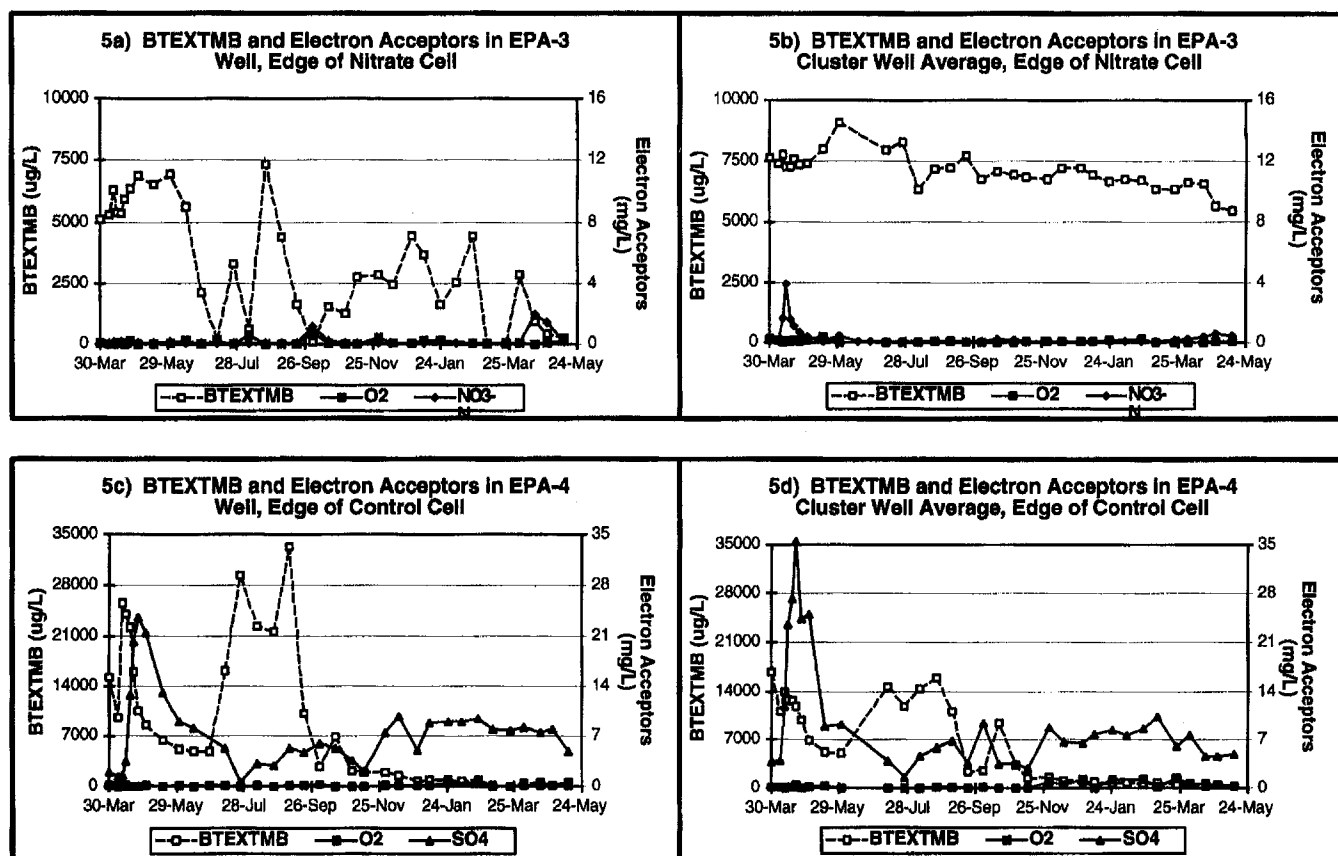 5a) BTEXTMB and Electron Acceptors in EPA-3
Well, Edge of Nitrate Cell
BTEXTMB (ug/L)
10000
7500
5000
2500
0
16
12
8
4
0
Electron Acceptors
(mg/L)
30-Mar 29-May 28-Jul 26-Sep 25-Nov 24-Jan 25-Mar 24-May
BTEXTMB O2 NO3-
N
5b) BTEXTMB and Electron Acceptors in EPA-3
Cluster Well Average, Edge of Nitrate Cell
BTEXTMB (ug/L)
10000
7500
5000
2500
0
16
12
8
4
0
Electron Acceptors
(mg/L)
30-Mar 29-May 28-Jul 26-Sep 25-Nov 24-Jan 25-Mar 24-May
BTEXTMB O2 NO3-
N
5c) BTEXTMB and Electron Acceptors in EPA-4
Well, Edge of Control Cell
BTEXTMB (ug/L)
35000
28000
21000
14000
7000
0
35
28
21
14
7
0
Electron Acceptors
(mg/L)
30-Mar 29-May 28-Jul 26-Sep 25-Nov 24-Jan 25-Mar 24-May
BTEXTMB O2 SO4
5d) BTEXTMB and Electron Acceptors in EPA-4
Cluster Well Average, Edge of Control Cell
BTEXTMB (ug/L)
35000
28000
21000
14000
7000
0
35
28
21
14
7
0
Electron Acceptors
(mg/L)
30-Mar 29-May 28-Jul 26-Sep 25-Nov 24-Jan 25-Mar 24-May
BTEXTMB O2 SO4